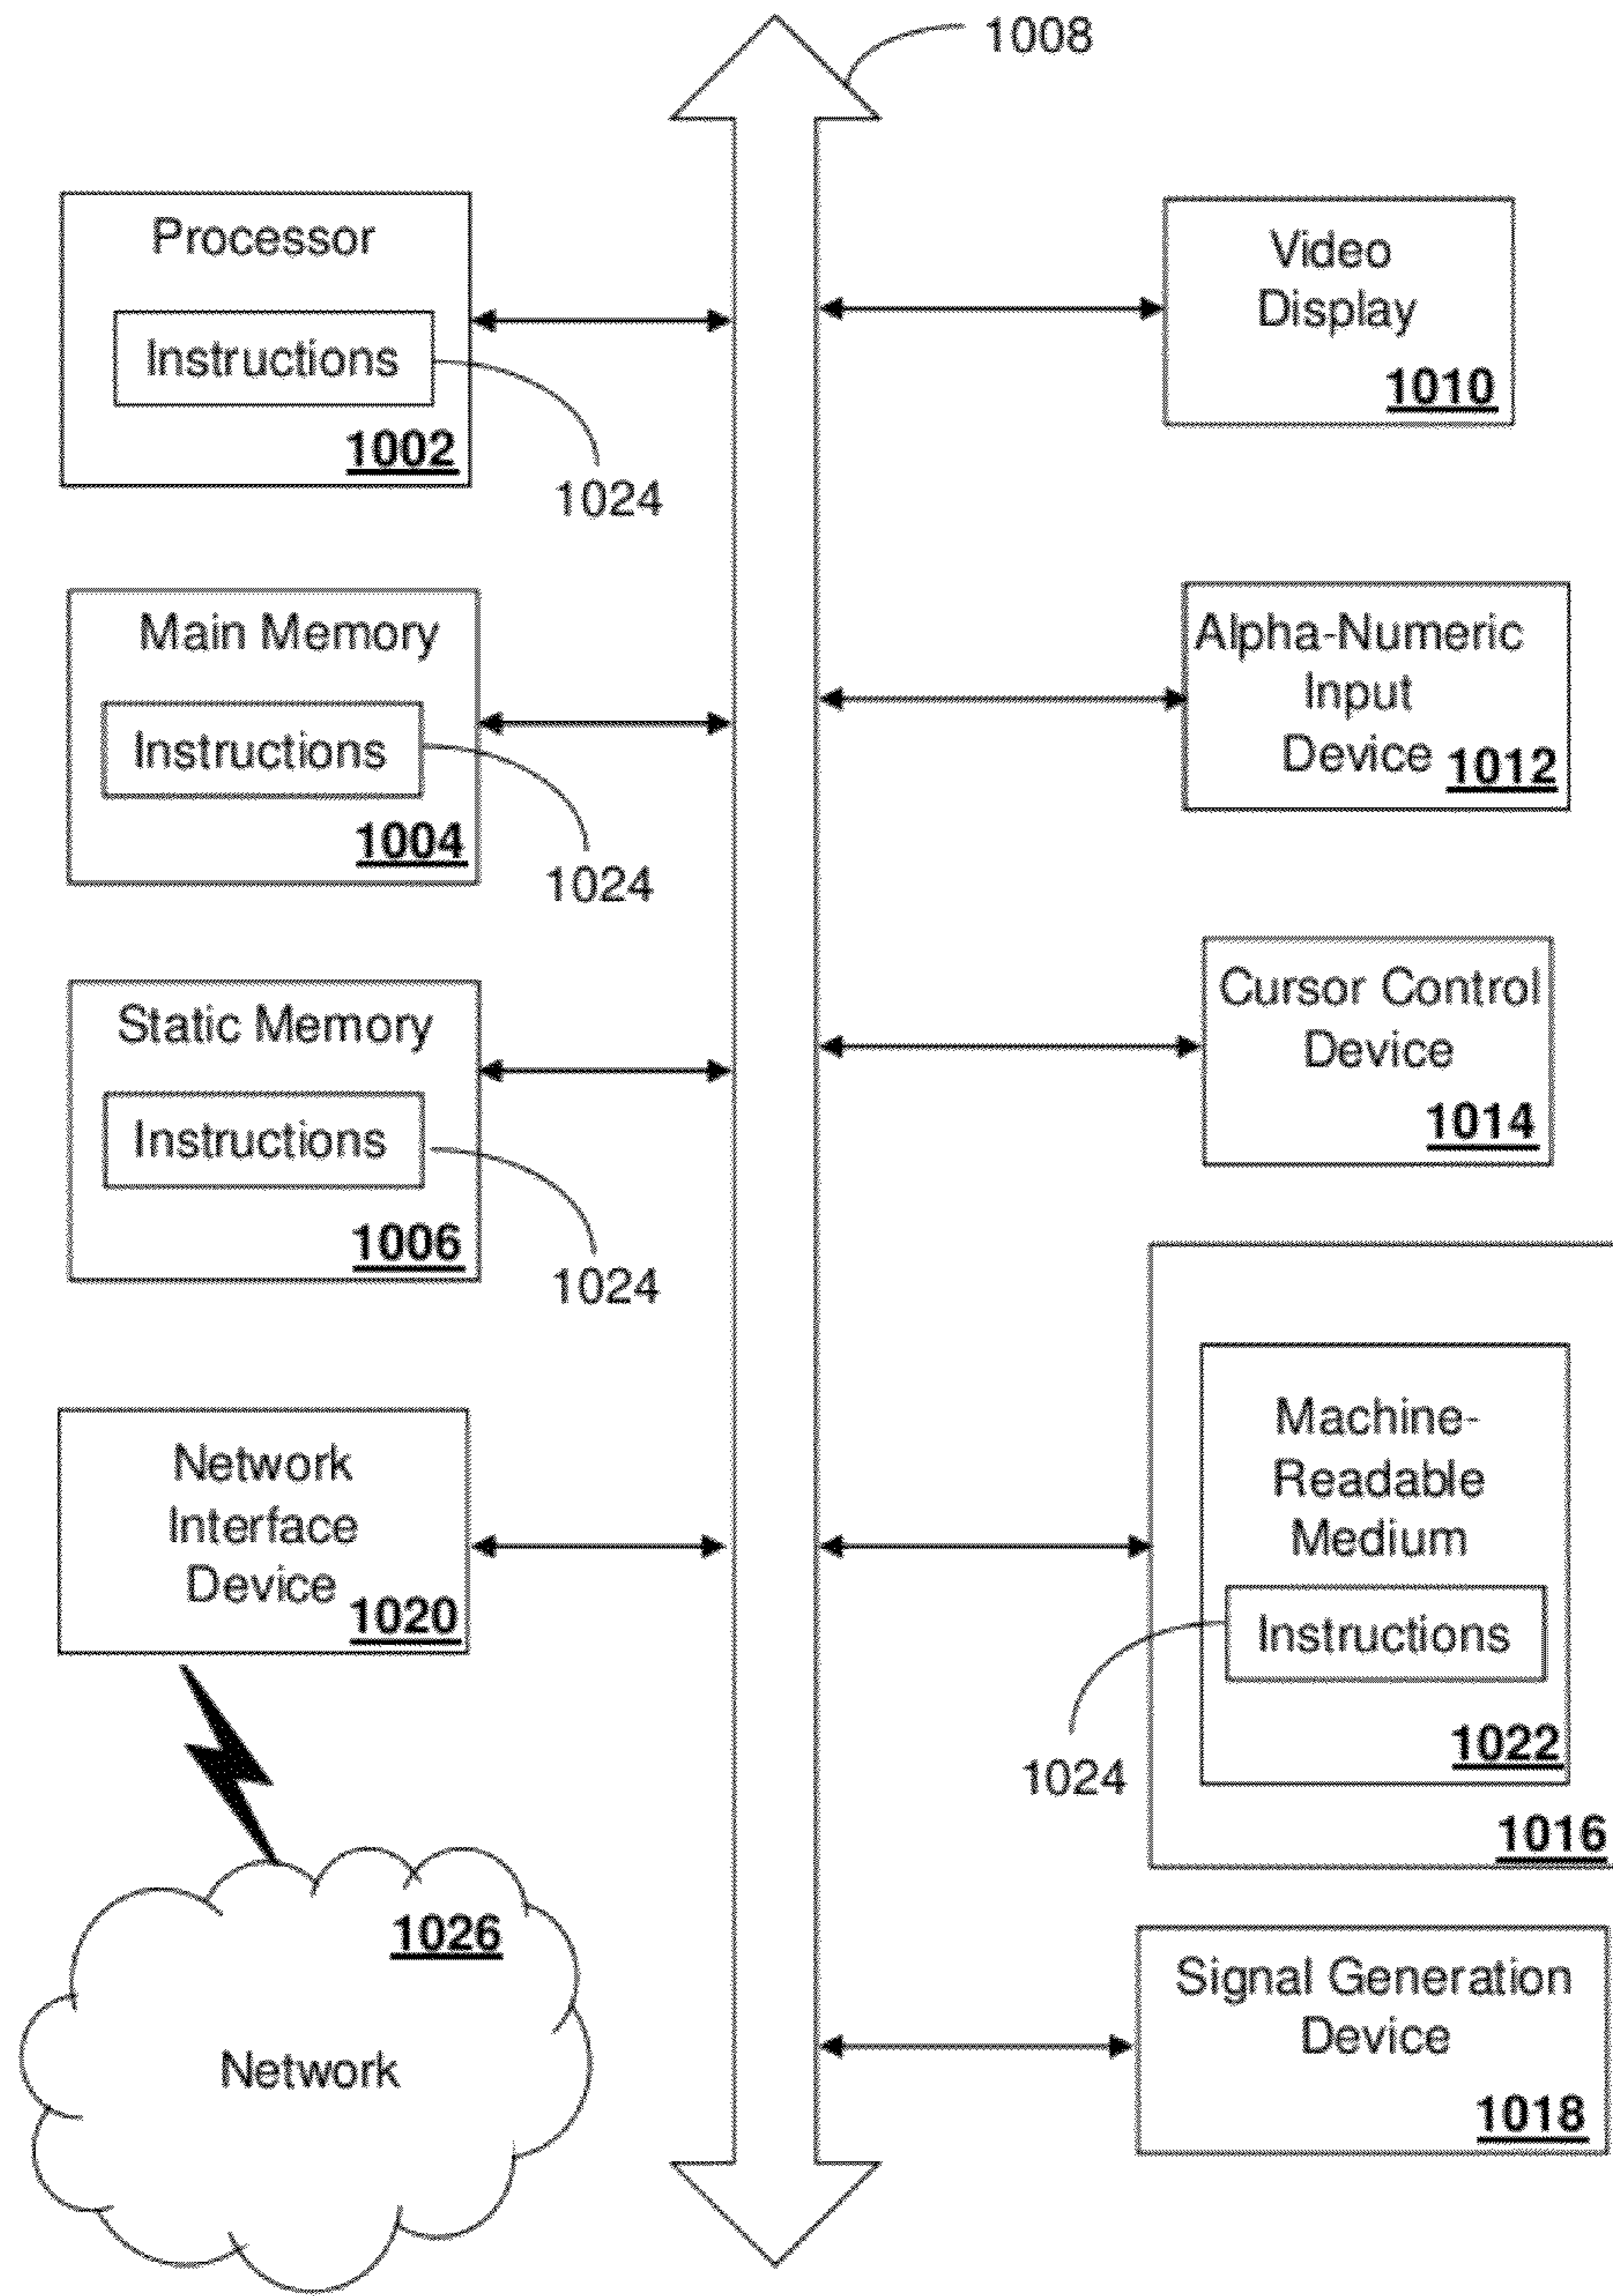 1008
Processor
Instructions
1002
1024
Main Memory
Instructions
1004
1024
Static Memory
Instructions
1006
1024
Network
Interface
Device
1020
1026
Network
Video
Display
1010
Alpha-Numeric
Input
Device
1012
Cursor Control
Device
1014
Machine-
Readable
Medium
Instructions
1022
1024
1016
Signal Generation
Device
1018